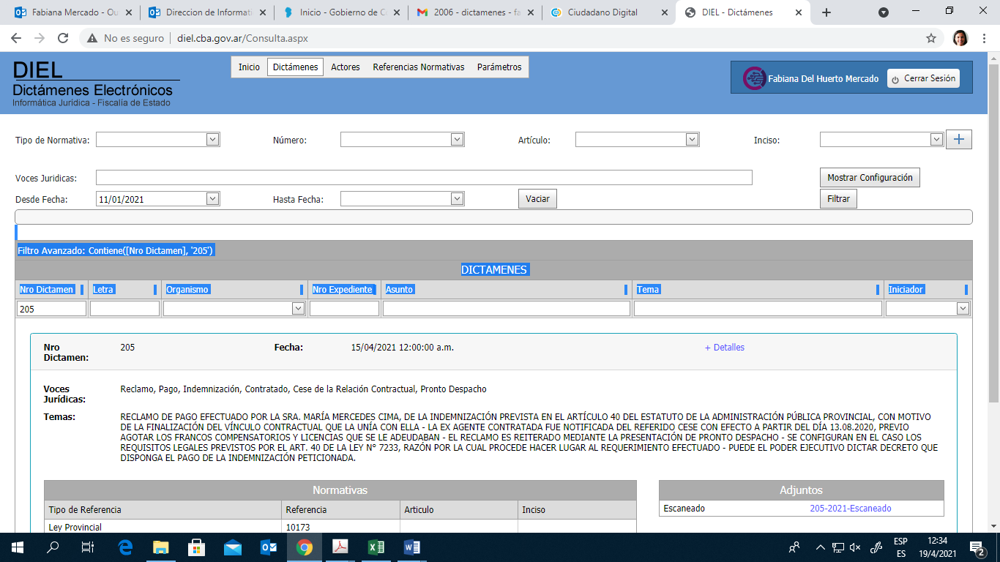 Fabiana Mercado - Ou
Direccion de Informati
Inicio - Gobierno de C
2006 - dictamenes - fa
Ciudadano Digital
DIEL - Dictámenes
No es seguro
diel.cba.gov.ar/Consulta.aspx
DIEL
Dictámenes Electrónicos
Informática Jurídica - Fiscalía de Estado
Inicio Dictámenes Actores Referencias Normativas Parámetros
Fabiana Del Huerto Mercado Cerrar Sesión
Tipo de Normativa: Número: Artículo: Inciso:
Voces Juridicas: Mostrar Configuración
Desde Fecha: 11/01/2021 Hasta Fecha: Vaciar Filtrar
Filtro Avanzado: Contiene([Nro Dictamen], '205')
DICTAMENES
Nro Dictamen Letra Organismo Nro Expediente Asunto Tema Iniciador
205
Nro Dictamen: 205 Fecha: 15/04/2021 12:00:00 a.m. + Detalles
Voces Jurídicas: Reclamo, Pago, Indemnización, Contratado, Cese de la Relación Contractual, Pronto Despacho
Temas: RECLAMO DE PAGO EFECTUADO POR LA SRA. MARÍA MERCEDES CIMA, DE LA INDEMNIZACIÓN PREVISTA EN EL ARTÍCULO 40 DEL ESTATUTO DE LA ADMINISTRACIÓN PÚBLICA PROVINCIAL, CON MOTIVO
DE LA FINALIZACIÓN DEL VÍNCULO CONTRACTUAL QUE LA UNÍA CON ELLA - LA EX AGENTE CONTRATADA FUE NOTIFICADA DEL REFERIDO CESE CON EFECTO A PARTIR DEL DÍA 13.08.2020, PREVIO
AGOTAR LOS FRANCOS COMPENSATORIOS Y LICENCIAS QUE SE LE ADEUDABAN - EL RECLAMO ES REITERADO MEDIANTE LA PRESENTACIÓN DE PRONTO DESPACHO - SE CONFIGURAN EN EL CASO LOS
REQUISITOS LEGALES PREVISTOS POR EL ART. 40 DE LA LEY N° 7233, RAZÓN POR LA CUAL PROCEDE HACER LUGAR AL REQUERIMIENTO EFECTUADO - PUEDE EL PODER EJECUTIVO DICTAR DECRETO QUE
DISPONGA EL PAGO DE LA INDEMNIZACIÓN PETICIONADA.
Normativas
Tipo de Referencia Referencia Articulo Inciso
Ley Provincial 10173
Adjuntos
Escaneado 205-2021-Escaneado
ESP
ES
12:34
19/4/2021
2